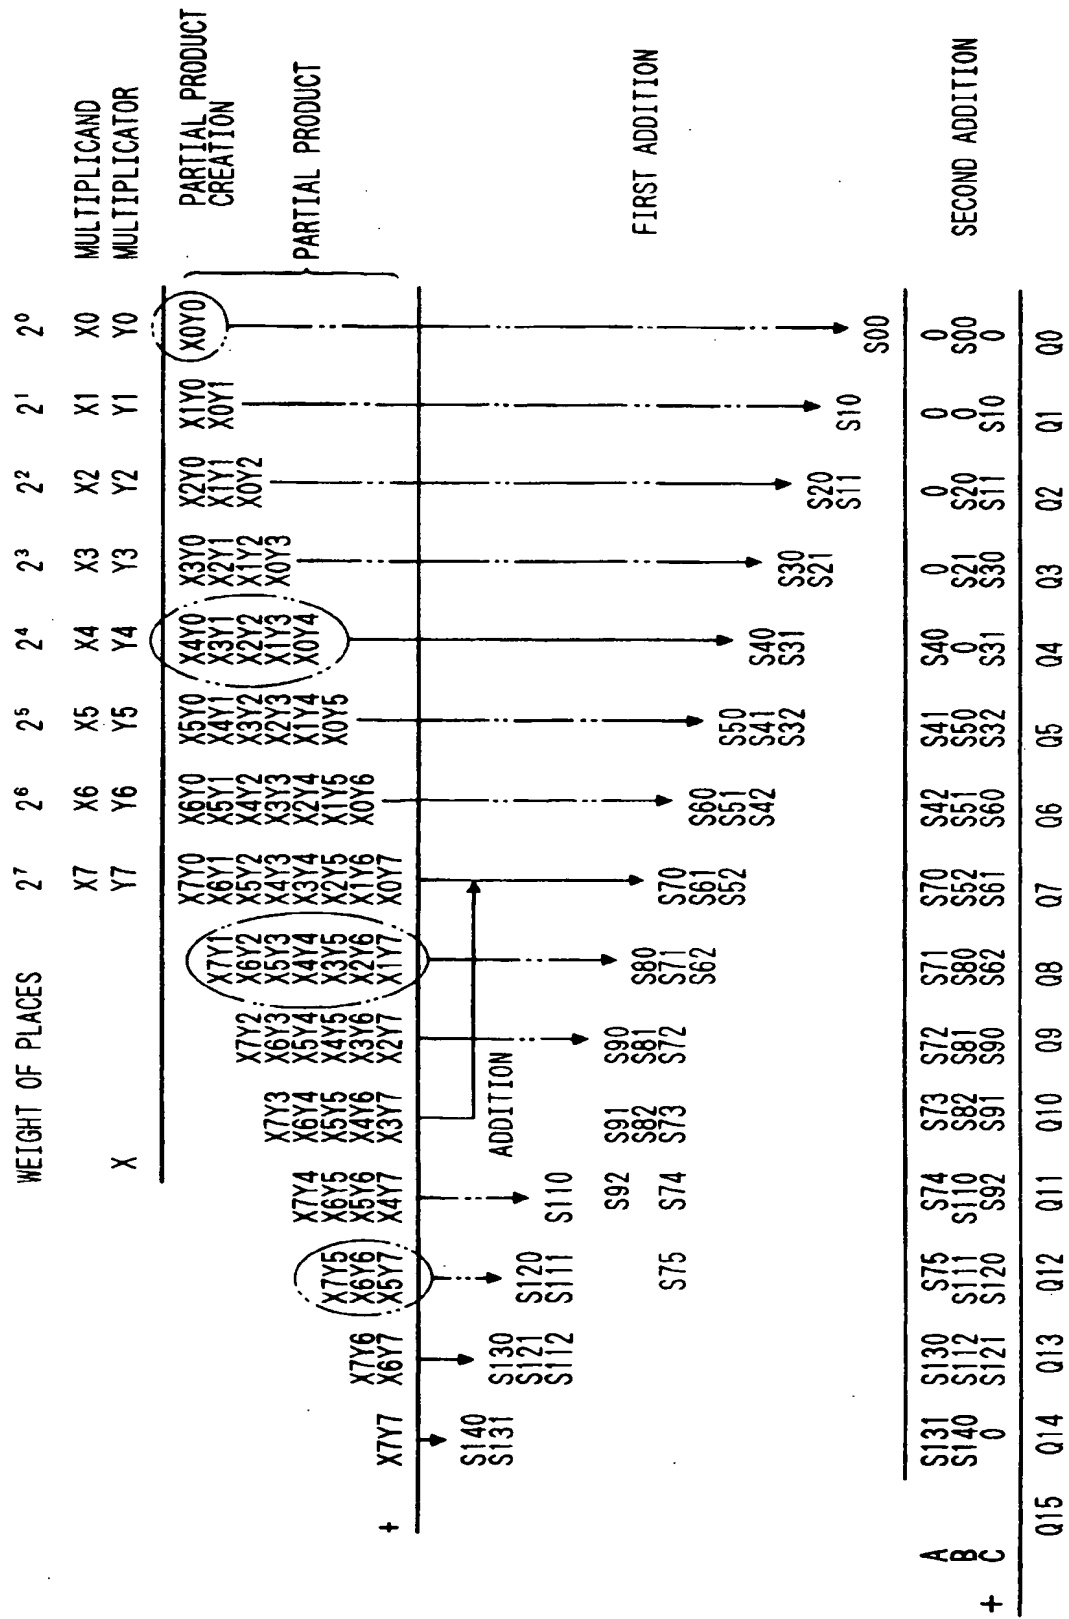 WEIGHT OF PLACES 2⁷ 2⁶ 2⁵ 2⁴ 2³ 2² 2¹ 2⁰
X7 X6 X5 X4 X3 X2 X1 X0 MULTIPLICAND
X Y7 Y6 Y5 Y4 Y3 Y2 Y1 Y0 MULTIPLICATOR
X7Y0 X6Y0 X5Y0 X4Y0 X3Y0 X2Y0 X1Y0 X0Y0 PARTIAL PRODUCT
X7Y1 X6Y1 X5Y1 X4Y1 X3Y1 X2Y1 X1Y1 X0Y1 CREATION
X7Y2 X6Y2 X5Y2 X4Y2 X3Y2 X2Y2 X1Y2 X0Y2
X7Y3 X6Y3 X5Y3 X4Y3 X3Y3 X2Y3 X1Y3 X0Y3
X7Y4 X6Y4 X5Y4 X4Y4 X3Y4 X2Y4 X1Y4 X0Y4 PARTIAL PRODUCT
X7Y5 X6Y5 X5Y5 X4Y5 X3Y5 X2Y5 X1Y5 X0Y5
X7Y6 X6Y6 X5Y6 X4Y6 X3Y6 X2Y6 X1Y6 X0Y6
+ X7Y7 X6Y7 X5Y7 X4Y7 X3Y7 X2Y7 X1Y7 X0Y7
S140
S131 S130 ADDITION
S121 S120
S112 S111 S110
S92 S91 S90
S82 S81 S80 FIRST ADDITION
S75 S74 S73 S72 S71 S70
S62 S61 S60
S52 S51 S50
S42 S41 S40
S32 S31 S30
S21 S20
S11 S10
S00
A S131 S130 S75 S74 S73 S72 S71 S70 S42 S41 S40 0 0 0 0
B S140 S112 S111 S110 S82 S81 S80 S52 S51 S50 0 S21 S20 0 S00 SECOND ADDITION
+ C 0 S121 S120 S92 S91 S90 S62 S61 S60 S32 S31 S30 S11 S10 0
Q15 Q14 Q13 Q12 Q11 Q10 Q9 Q8 Q7 Q6 Q5 Q4 Q3 Q2 Q1 Q0